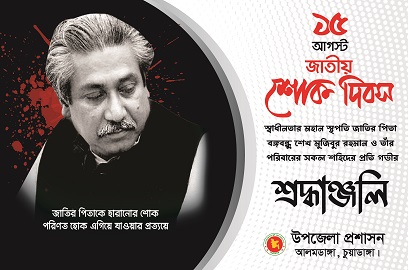 ১৫
আগস্ট
জাতীয়
শোক দিবস
স্বাধীনতার মহান স্থপতি জাতির পিতা
বঙ্গবন্ধু শেখ মুজিবুর রহমান ও তাঁর
পরিবারের সকল শহিদের প্রতি গভীর
শ্রদ্ধাঞ্জলি
উপজেলা প্রশাসন
আলমডাঙ্গা, চুয়াডাঙ্গা।
জাতির পিতাকে হারানোর শোক
পরিণত হোক এগিয়ে যাওয়ার প্রত্যয়ে